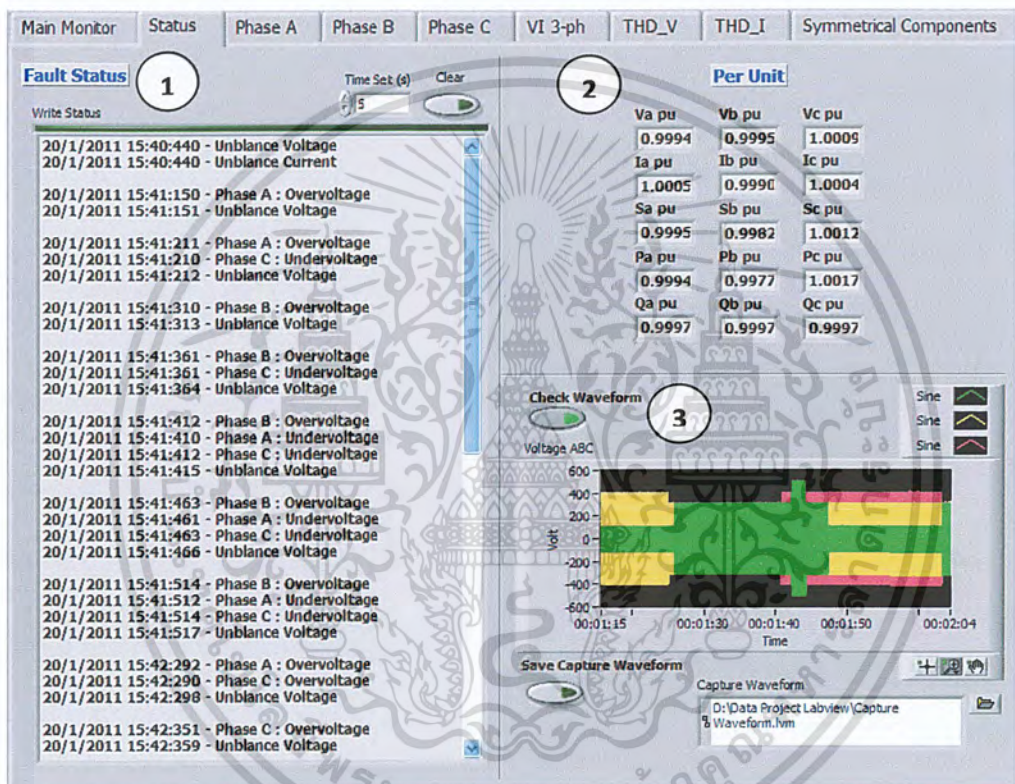 Main Monitor Status Phase A Phase B Phase C VI 3-ph THD_V THD_I Symmetrical Components
Fault Status
1
Time Set (s)
Clear
5
Write Status
20/1/2011 15:40:440 - Unblance Voltage
20/1/2011 15:40:440 - Unblance Current
20/1/2011 15:41:150 - Phase A : Overvoltage
20/1/2011 15:41:151 - Unblance Voltage
20/1/2011 15:41:211 - Phase A : Overvoltage
20/1/2011 15:41:210 - Phase C : Undervoltage
20/1/2011 15:41:212 - Unblance Voltage
20/1/2011 15:41:310 - Phase B : Overvoltage
20/1/2011 15:41:313 - Unblance Voltage
20/1/2011 15:41:361 - Phase B : Overvoltage
20/1/2011 15:41:361 - Phase C : Undervoltage
20/1/2011 15:41:364 - Unblance Voltage
20/1/2011 15:41:412 - Phase B : Overvoltage
20/1/2011 15:41:410 - Phase A : Undervoltage
20/1/2011 15:41:412 - Phase C : Undervoltage
20/1/2011 15:41:415 - Unblance Voltage
20/1/2011 15:41:463 - Phase B : Overvoltage
20/1/2011 15:41:461 - Phase A : Undervoltage
20/1/2011 15:41:463 - Phase C : Undervoltage
20/1/2011 15:41:466 - Unblance Voltage
20/1/2011 15:41:514 - Phase B : Overvoltage
20/1/2011 15:41:512 - Phase A : Undervoltage
20/1/2011 15:41:514 - Phase C : Undervoltage
20/1/2011 15:41:517 - Unblance Voltage
20/1/2011 15:42:292 - Phase A : Overvoltage
20/1/2011 15:42:290 - Phase C : Overvoltage
20/1/2011 15:42:298 - Unblance Voltage
20/1/2011 15:42:351 - Phase C : Overvoltage
20/1/2011 15:42:359 - Unblance Voltage
2
Per Unit
Va pu Vb pu Vc pu
0.9994 0.9995 1.0009
Ia pu Ib pu Ic pu
1.0005 0.9990 1.0004
Sa pu Sb pu Sc pu
0.9995 0.9982 1.0012
Pa pu Pb pu Pc pu
0.9994 0.9977 1.0017
Qa pu Qb pu Qc pu
0.9997 0.9997 0.9997
Check Waveform
3
Sine
Sine
Sine
Voltage ABC
600
400
200
0
-200
-400
-600
Volt
00:01:15 00:01:30 00:01:40 00:01:50 00:02:04
Time
Save Capture Waveform
Capture Waveform
D:\Data Project Labview\Capture
Waveform.lvm